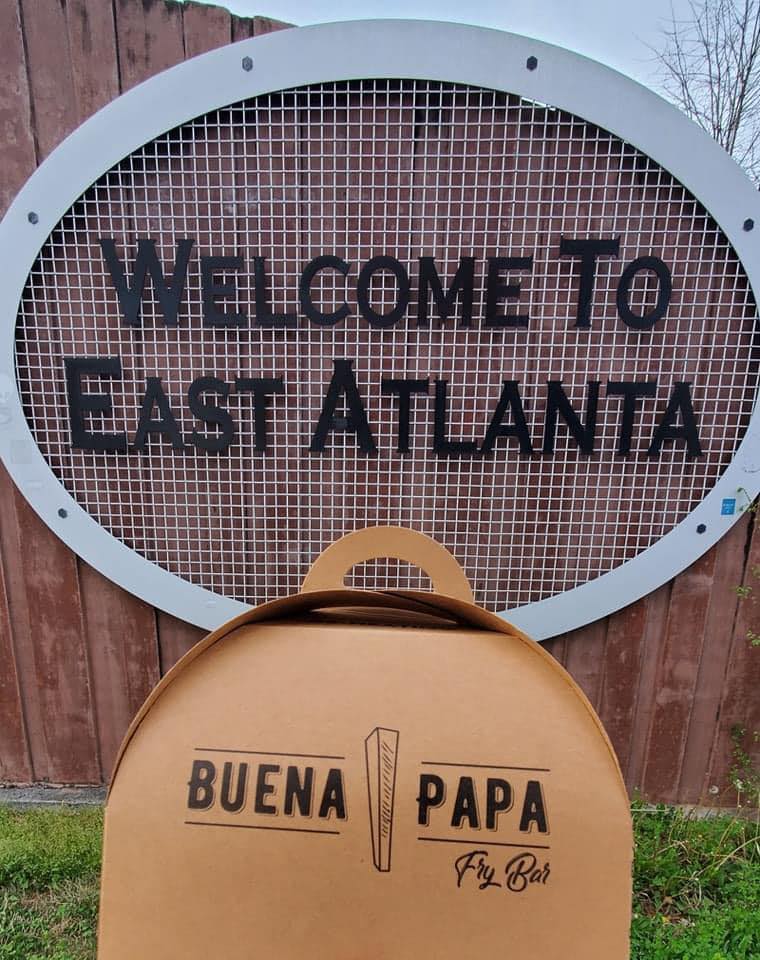 Welcome To
East Atlanta
BUENA PAPA
Fry Bar